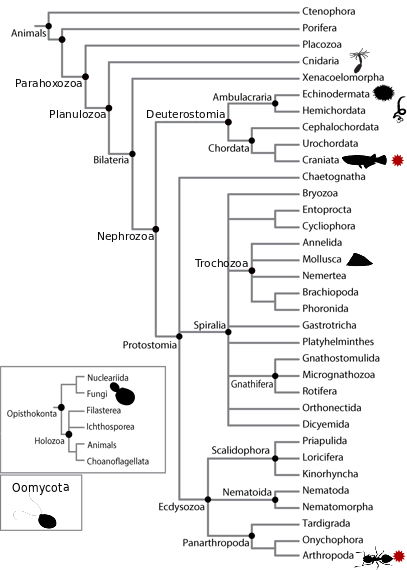 Ctenophora
Animals
Porifera
Placozoa
Cnidaria
Parahoxozoa
Xenacoelomorpha
Echinodermata
Ambulacraria
Planulozoa
Deuterostomia
Hemichordata
Cephalochordata
Chordata
Urochordata
Bilateria
Craniata
Chaetognatha
Bryozoa
Entoprocta
Cycliophora
Nephrozoa
Annelida
Trochozoa
Mollusca
Nemertea
Brachiopoda
Phoronida
Spiralia
Gastrotricha
Protostomia
Platyhelminthes
Gnathostomulida
Micrognathozoa
Gnathifera
Rotifera
Orthonectida
Dicyemida
Nucleariida
Fungi
Opisthokonta
Filasterea
Ichthosporea
Holozoa
Animals
Choanoflagellata
Priapulida
Scalidophora
Loricifera
Kinorhyncha
Oomycota
Nematoida
Nematoda
Ecdysozoa
Nematomorpha
Tardigrada
Panarthropoda
Onychophora
Arthropoda